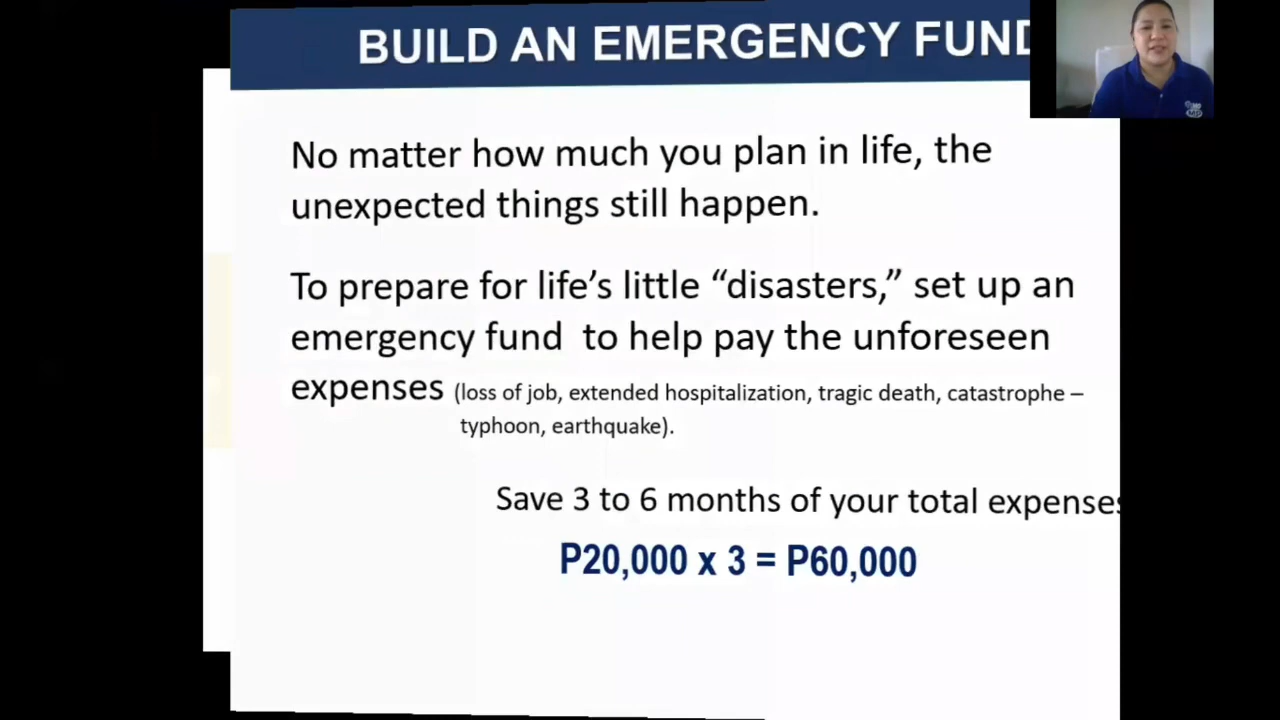 BUILD AN EMERGENCY FUND
No matter how much you plan in life, the
unexpected things still happen.
To prepare for life’s little “disasters,” set up an
emergency fund to help pay the unforeseen
expenses (loss of job, extended hospitalization, tragic death, catastrophe –
typhoon, earthquake).
Save 3 to 6 months of your total expenses
P20,000 x 3 = P60,000